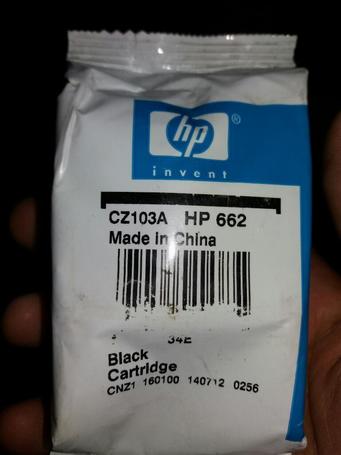 hp®
invent
CZ103A HP 662
Made in China
34E
Black
Cartridge
CNZ1 160100 140712 0256